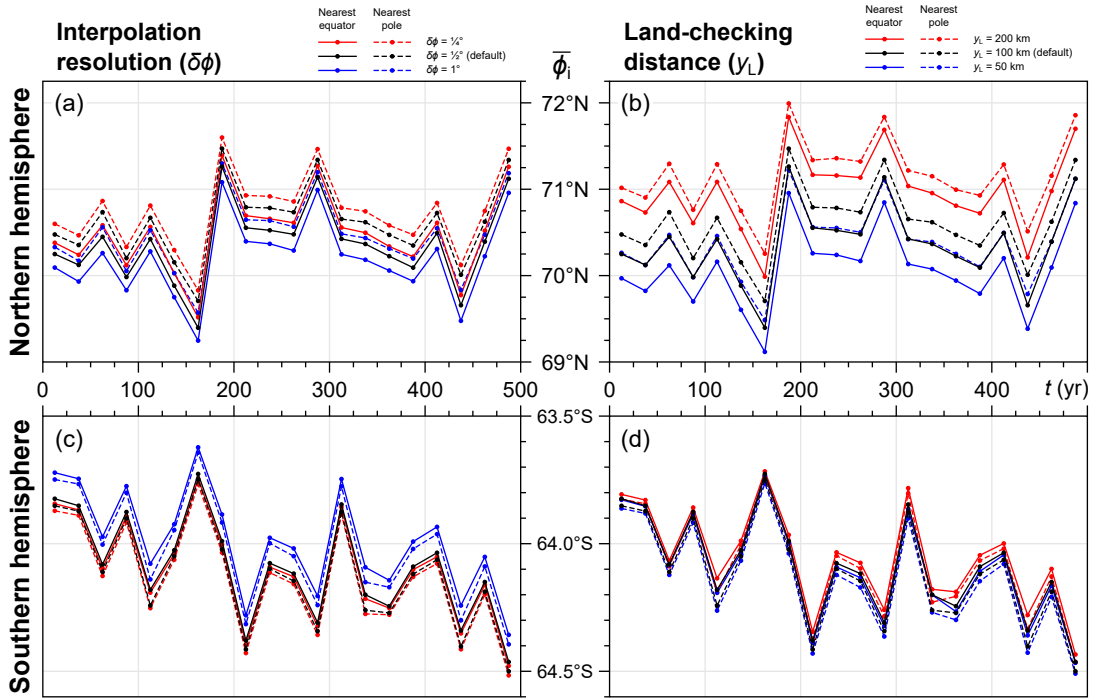 Interpolation
resolution (δϕ)
Nearest equator
Nearest pole
δϕ = ¼°
δϕ = ½° (default)
δϕ = 1°
Land-checking
distance (yL)
Nearest equator
Nearest pole
yL = 200 km
yL = 100 km (default)
yL = 50 km
ϕ̅i
Northern hemisphere
(a)
(b)
72°N
71°N
70°N
69°N
0 100 200 300 400 500
0 100 200 300 400 t (yr)
Southern hemisphere
(c)
(d)
63.5°S
64.0°S
64.5°S